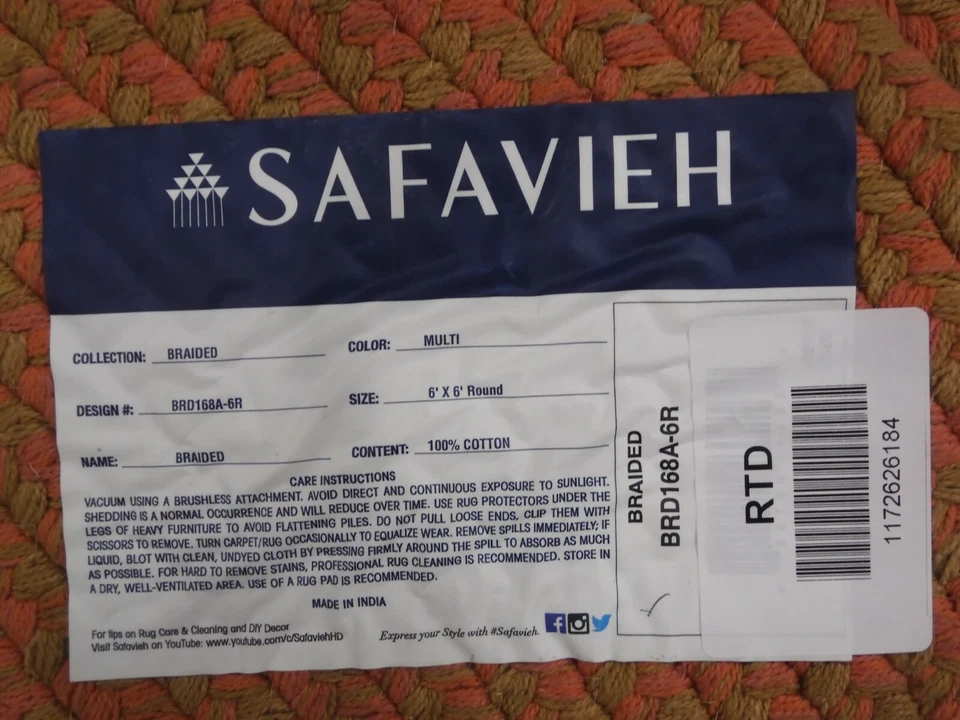 SAFAVIEH
COLLECTION: BRAIDED
COLOR: MULTI
DESIGN #: BRD168A-6R
SIZE: 6' X 6' Round
NAME: BRAIDED
CONTENT: 100% COTTON
CARE INSTRUCTIONS
VACUUM USING A BRUSHLESS ATTACHMENT. AVOID DIRECT AND CONTINUOUS EXPOSURE TO SUNLIGHT.
SHEDDING IS A NORMAL OCCURRENCE AND WILL REDUCE OVER TIME. USE RUG PROTECTORS UNDER THE
LEGS OF HEAVY FURNITURE TO AVOID FLATTENING PILES. DO NOT PULL LOOSE ENDS, CLIP THEM WITH
SCISSORS TO REMOVE. TURN CARPET/RUG OCCASIONALLY TO EQUALIZE WEAR. REMOVE SPILLS IMMEDIATELY; IF
LIQUID, BLOT WITH CLEAN, UNDYED CLOTH BY PRESSING FIRMLY AROUND THE SPILL TO ABSORB AS MUCH
AS POSSIBLE. FOR HARD TO REMOVE STAINS, PROFESSIONAL RUG CLEANING IS RECOMMENDED. STORE IN
A DRY, WELL-VENTILATED AREA. USE OF A RUG PAD IS RECOMMENDED.
MADE IN INDIA
For tips on Rug Care & Cleaning and DIY Decor
Visit Safavieh on YouTube: www.youtube.com/c/SafaviehHD
Express your Style with #Safavieh.
BRAIDED
BRD168A-6R
RTD
1172626184